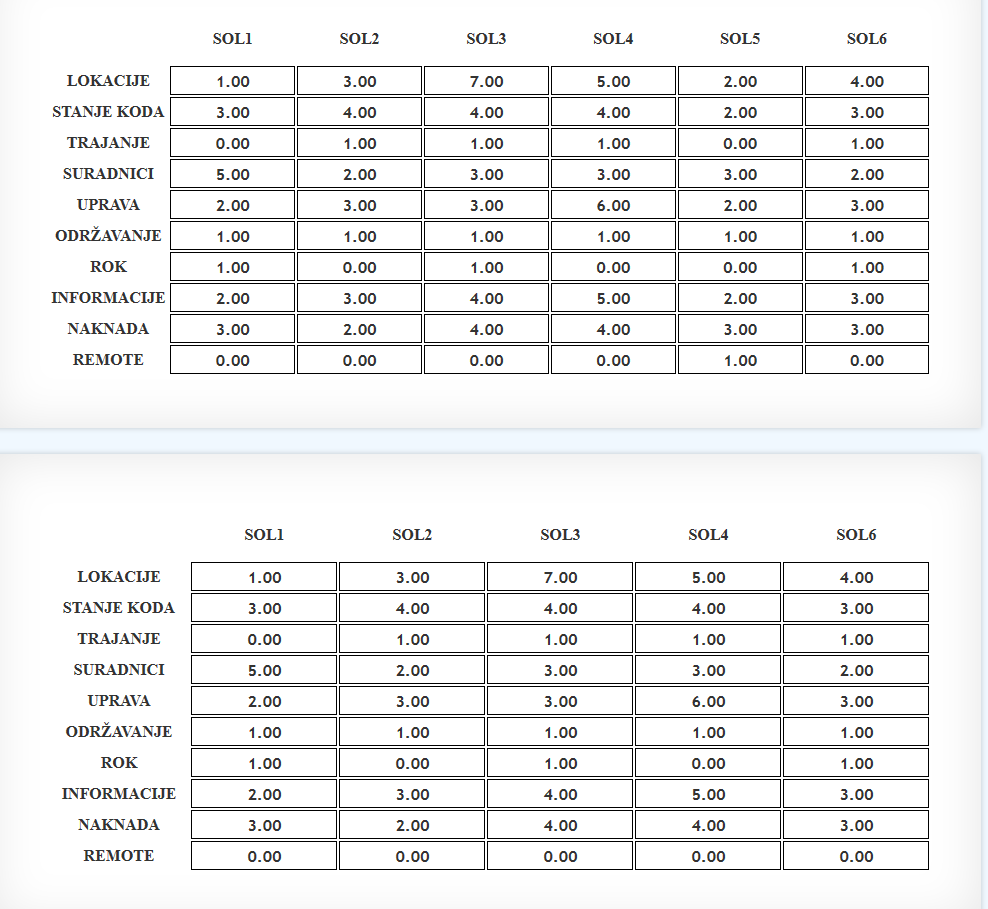 SOL1 SOL2 SOL3 SOL4 SOL5 SOL6
LOKACIJE 1.00 3.00 7.00 5.00 2.00 4.00
STANJE KODA 3.00 4.00 4.00 4.00 2.00 3.00
TRAJANJE 0.00 1.00 1.00 1.00 0.00 1.00
SURADNICI 5.00 2.00 3.00 3.00 3.00 2.00
UPRAVA 2.00 3.00 3.00 6.00 2.00 3.00
ODRŽAVANJE 1.00 1.00 1.00 1.00 1.00 1.00
ROK 1.00 0.00 1.00 0.00 0.00 1.00
INFORMACIJE 2.00 3.00 4.00 5.00 2.00 3.00
NAKNADA 3.00 2.00 4.00 4.00 3.00 3.00
REMOTE 0.00 0.00 0.00 0.00 1.00 0.00
SOL1 SOL2 SOL3 SOL4 SOL6
LOKACIJE 1.00 3.00 7.00 5.00 4.00
STANJE KODA 3.00 4.00 4.00 4.00 3.00
TRAJANJE 0.00 1.00 1.00 1.00 1.00
SURADNICI 5.00 2.00 3.00 3.00 2.00
UPRAVA 2.00 3.00 3.00 6.00 3.00
ODRŽAVANJE 1.00 1.00 1.00 1.00 1.00
ROK 1.00 0.00 1.00 0.00 1.00
INFORMACIJE 2.00 3.00 4.00 5.00 3.00
NAKNADA 3.00 2.00 4.00 4.00 3.00
REMOTE 0.00 0.00 0.00 0.00 0.00